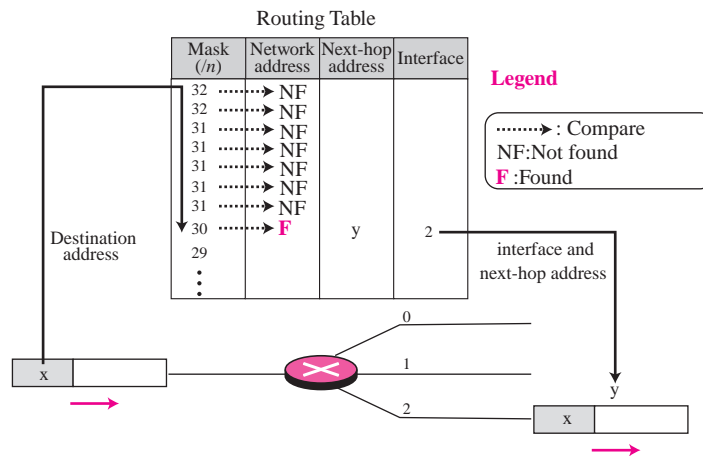 Routing Table
Mask Network Next-hop Interface
(/n) address address
Legend
32 NF
32 NF
31 NF
31 NF
31 NF
31 NF
31 NF
30 F y 2
29
: Compare
NF:Not found
F :Found
Destination
address
interface and
next-hop address
0
1
2
x
y
x